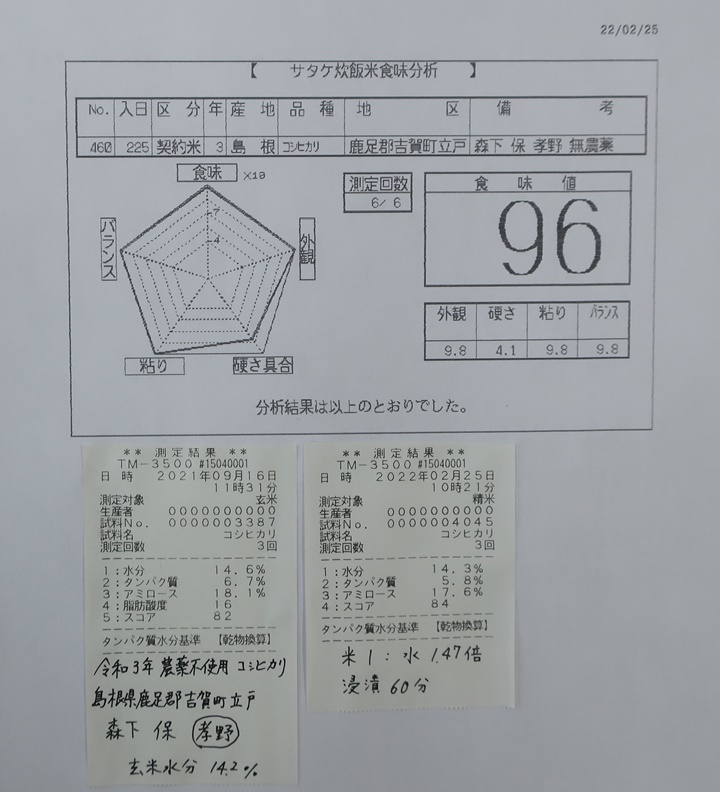 22/02/25
【 サタケ炊飯米食味分析 】
No. 入日 区分 年 産地 品種 地区 備考
460 225 契約米 3 島根 コシヒカリ 鹿足郡吉賀町立戸 森下 保 孝野 無農薬
食味 ×10
7
4
バランス
外観
粘り
硬さ具合
測定回数
6/ 6
食味値
96
外観 硬さ 粘り バランス
9.8 4.1 9.8 9.8
分析結果は以上のとおりでした。
** 測定結果 **
TM-3500 #15040001
日 時 2021年09月16日
11時31分
測定対象 玄米
生産者 0000000000
試料No. 0000003387
試料名 コシヒカリ
測定回数 3回
1:水分 14.6%
2:タンパク質 6.7%
3:アミロース 18.1%
4:脂肪酸度 16
5:スコア 82
タンパク質水分基準 【乾物換算】
令和3年 農薬不使用 コシヒカリ
島根県鹿足郡吉賀町立戸
森下 保 孝野
玄米水分 14.2%
** 測定結果 **
TM-3500 #15040001
日 時 2022年02月25日
10時21分
測定対象 精米
生産者 0000000000
試料No. 0000004045
試料名 コシヒカリ
測定回数 3回
1:水分 14.3%
2:タンパク質 5.8%
3:アミロース 17.6%
4:スコア 84
タンパク質水分基準 【乾物換算】
米 1 : 水 1.47倍
浸漬 60分